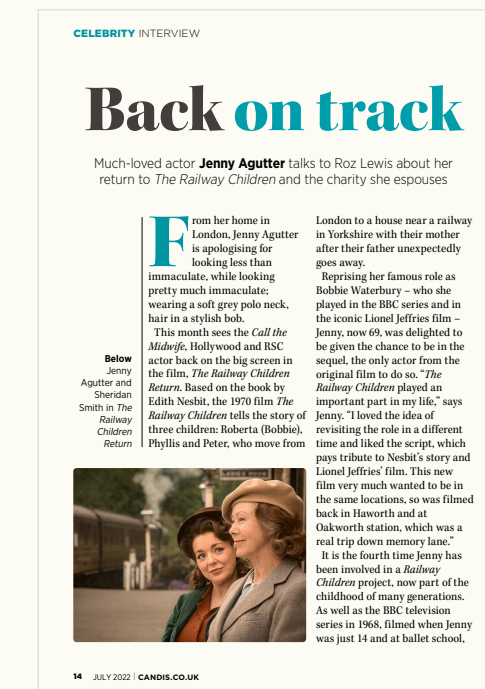 CELEBRITY INTERVIEW
Back on track
Much-loved actor Jenny Agutter talks to Roz Lewis about her
return to The Railway Children and the charity she espouses
From her home in
London, Jenny Agutter
is apologising for
looking less than
immaculate, while looking
pretty much immaculate;
wearing a soft grey polo neck,
hair in a stylish bob.
This month sees the Call the
Midwife, Hollywood and RSC
actor back on the big screen in
the film, The Railway Children
Return. Based on the book by
Edith Nesbit, the 1970 film The
Railway Children tells the story of
three children: Roberta (Bobbie),
Phyllis and Peter, who move from
Below
Jenny
Agutter and
Sheridan
Smith in The
Railway
Children
Return
London to a house near a railway
in Yorkshire with their mother
after their father unexpectedly
goes away.
Reprising her famous role as
Bobbie Waterbury – who she
played in the BBC series and in
the iconic Lionel Jeffries film –
Jenny, now 69, was delighted to
be given the chance to be in the
sequel, the only actor from the
original film to do so. “The
Railway Children played an
important part in my life,” says
Jenny. “I loved the idea of
revisiting the role in a different
time and liked the script, which
pays tribute to Nesbit’s story and
Lionel Jeffries’ film. This new
film very much wanted to be in
the same locations, so was filmed
back in Haworth and at
Oakworth station, which was a
real trip down memory lane.”
It is the fourth time Jenny has
been involved in a Railway
Children project, now part of the
childhood of many generations.
As well as the BBC television
series in 1968, filmed when Jenny
was just 14 and at ballet school,
14 JULY 2022 | CANDIS.CO.UK